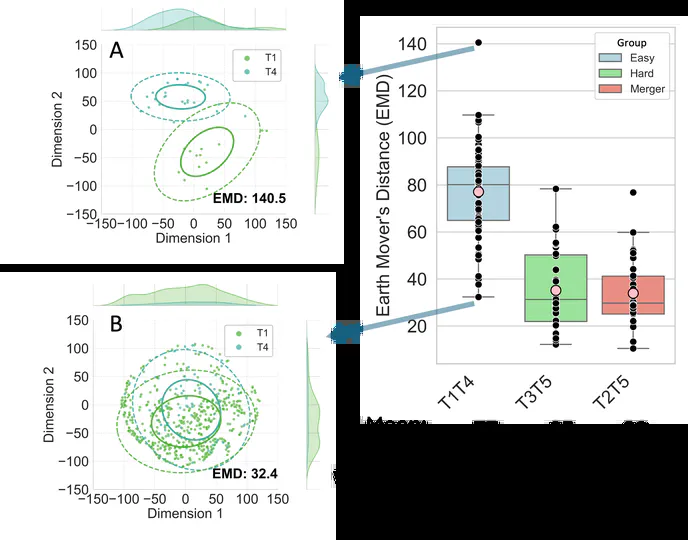 A
T1
T4
150
100
50
0
−50
−100
−150
Dimension 2
EMD: 140.5
−150−100 −50 0 50 100 150
Dimension 1
B
T1
T4
150
100
50
0
−50
−100
−150
Dimension 2
EMD: 32.4
−150−100 −50 0 50 100 150
Dimension 1
Group
Easy
Hard
Merger
140
120
100
80
60
40
20
Earth Mover's Distance (EMD)
T1T4
T3T5
T2T5